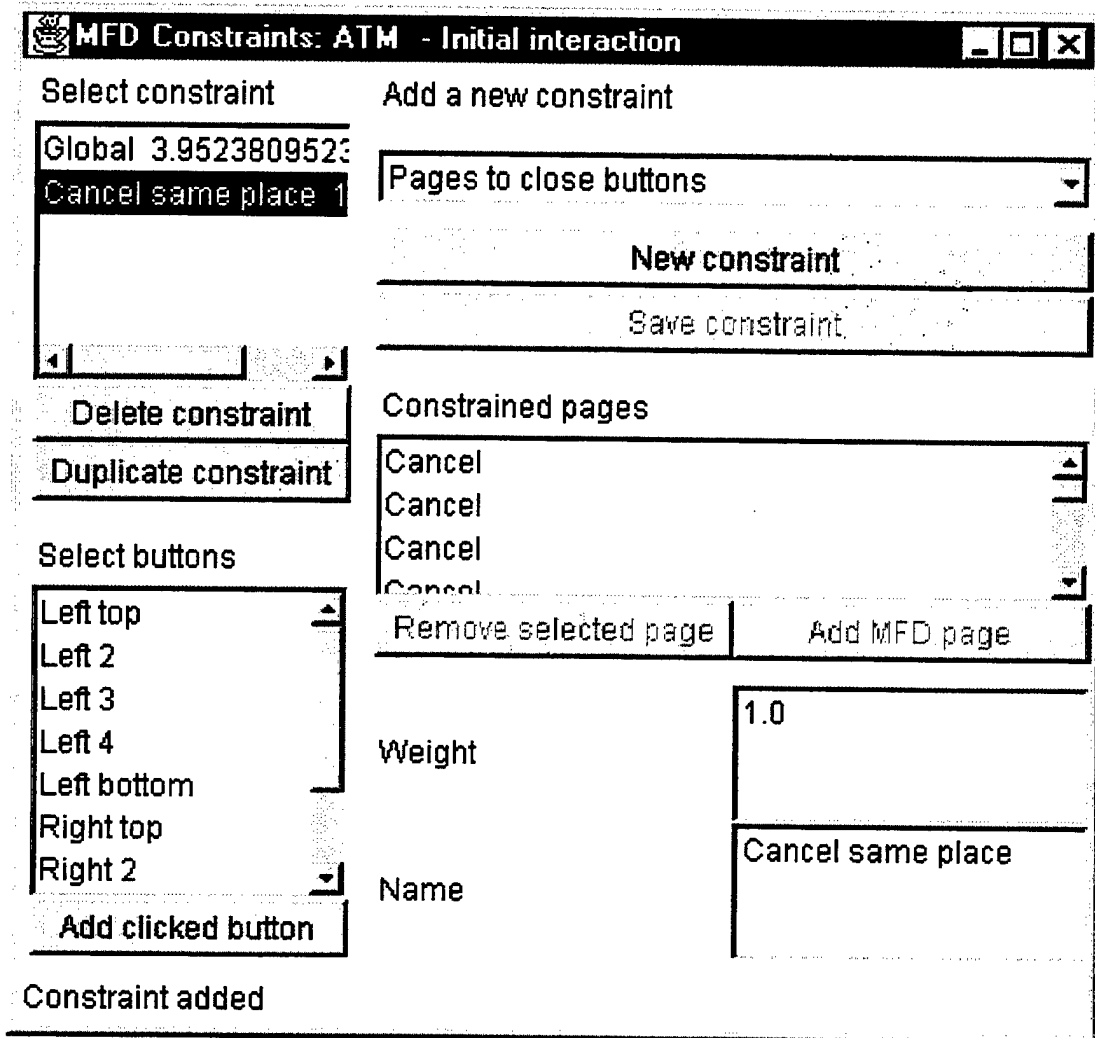 MFD Constraints: ATM - Initial interaction
Select constraint
Global 3.9523809523
Cancel same place 1
Delete constraint
Duplicate constraint
Select buttons
Left top
Left 2
Left 3
Left 4
Left bottom
Right top
Right 2
Add clicked button
Add a new constraint
Pages to close buttons
New constraint
Save constraint
Constrained pages
Cancel
Cancel
Cancel
Cancel
Remove selected page
Add MFD page
Weight
1.0
Name
Cancel same place
Constraint added